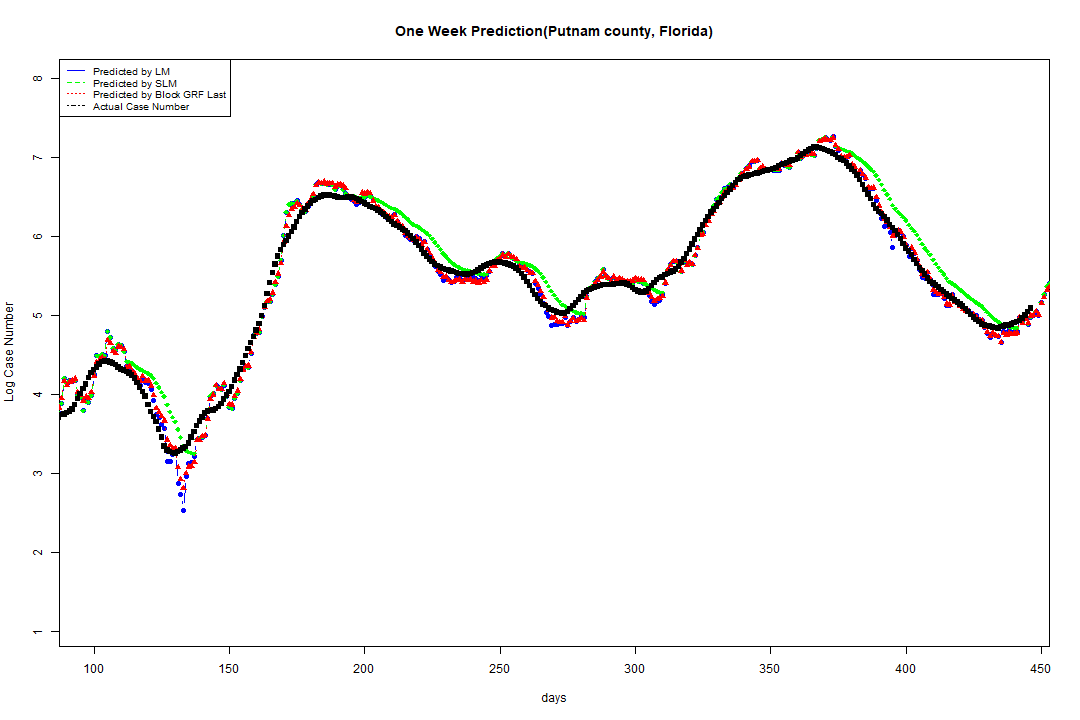 One Week Prediction(Putnam county, Florida)
Predicted by LM
Predicted by SLM
Predicted by Block GRF Last
Actual Case Number
Log Case Number
8
7
6
5
4
3
2
1
100 150 200 250 300 350 400 450
days